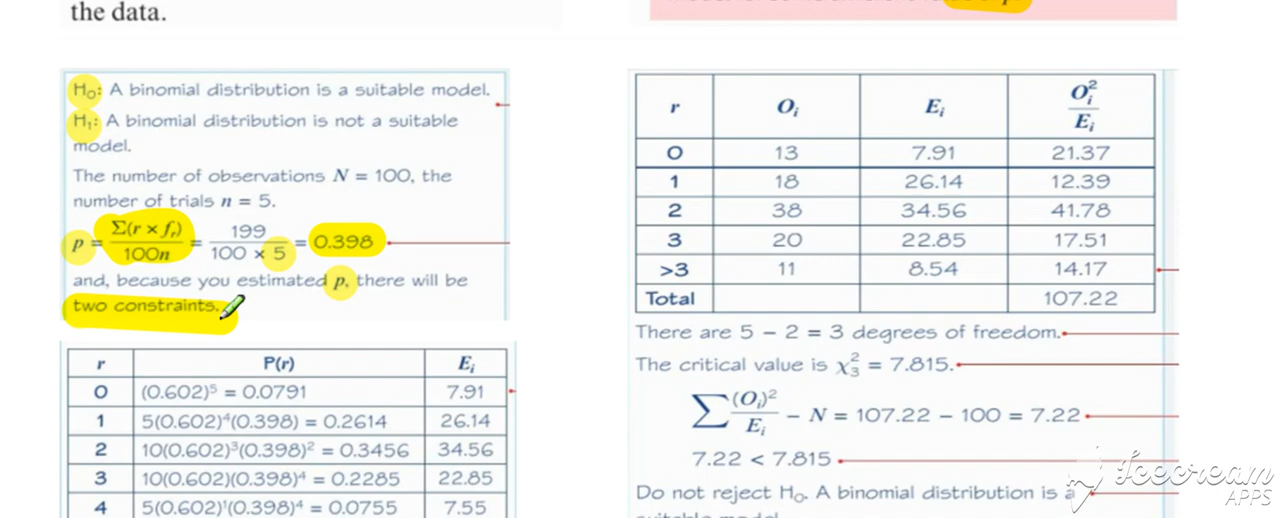 the data.
H₀: A binomial distribution is a suitable model.
H₁: A binomial distribution is not a suitable
model.
The number of observations N = 100, the
number of trials n = 5.
p = Σ(r × fᵣ)/100n = 199/(100 × 5) = 0.398
and, because you estimated p, there will be
two constraints.
r P(r) Eᵢ
0 (0.602)⁵ = 0.0791 7.91
1 5(0.602)⁴(0.398) = 0.2614 26.14
2 10(0.602)³(0.398)² = 0.3456 34.56
3 10(0.602)(0.398)⁴ = 0.2285 22.85
4 5(0.602)¹(0.398)⁴ = 0.0755 7.55
r Oᵢ Eᵢ Oᵢ²/Eᵢ
0 13 7.91 21.37
1 18 26.14 12.39
2 38 34.56 41.78
3 20 22.85 17.51
>3 11 8.54 14.17
Total 107.22
There are 5 − 2 = 3 degrees of freedom.
The critical value is χ₃² = 7.815.
∑ (Oᵢ)²/Eᵢ − N = 107.22 − 100 = 7.22
7.22 < 7.815
Do not reject H₀. A binomial distribution is a
Icecream
APPS